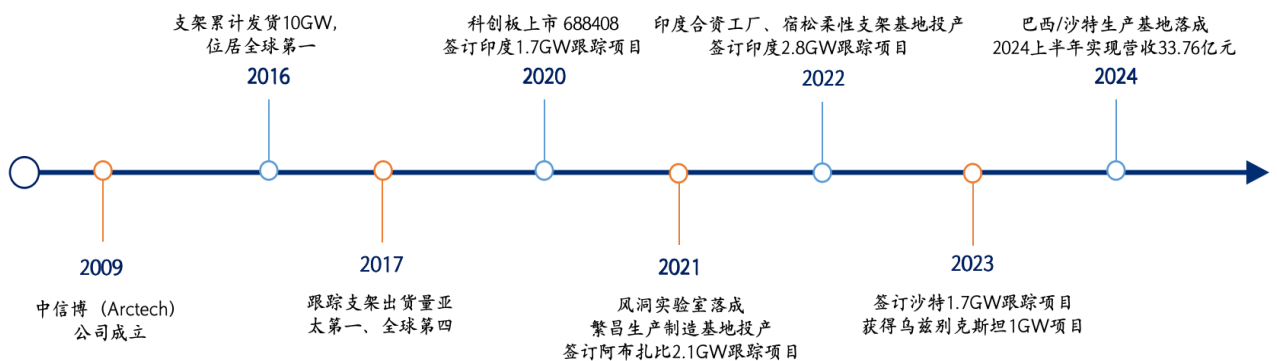 支架累计发货10GW,
位居全球第一
2016
科创板上市 688408
签订印度1.7GW跟踪项目
2020
印度合资工厂、宿松柔性支架基地投产
签订印度2.8GW跟踪项目
2022
巴西/沙特生产基地落成
2024上半年实现营收33.76亿元
2024
2009
中信博（Arctech）
公司成立
2017
跟踪支架出货量亚
太第一、全球第四
2021
风洞实验室落成
繁昌生产制造基地投产
签订阿布扎比2.1GW跟踪项目
2023
签订沙特1.7GW跟踪项目
获得乌兹别克斯坦1GW项目